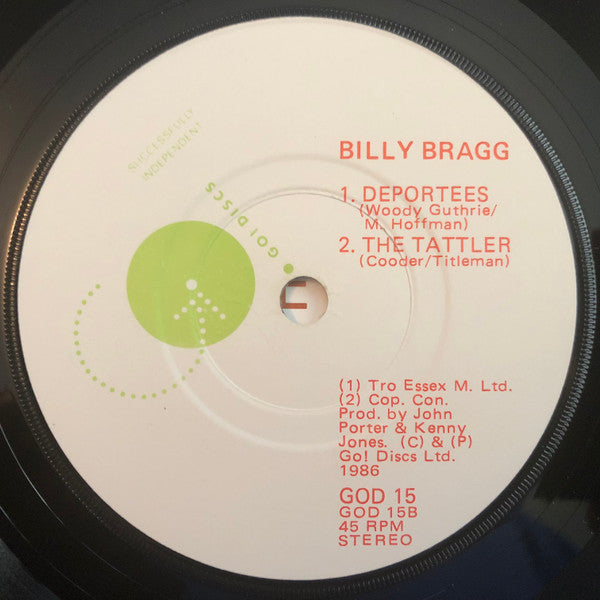 SUCCESSFULLY
INDEPENDENT
GO! DISCS
BILLY BRAGG
1. DEPORTEES
(Woody Guthrie/
M. Hoffman)
2. THE TATTLER
(Cooder/Titleman)
(1) Tro Essex M. Ltd.
(2) Cop. Con.
Prod. by John
Porter & Kenny
Jones. (C) & (P)
Go! Discs Ltd.
1986
GOD 15
GOD 15B
45 RPM
STEREO